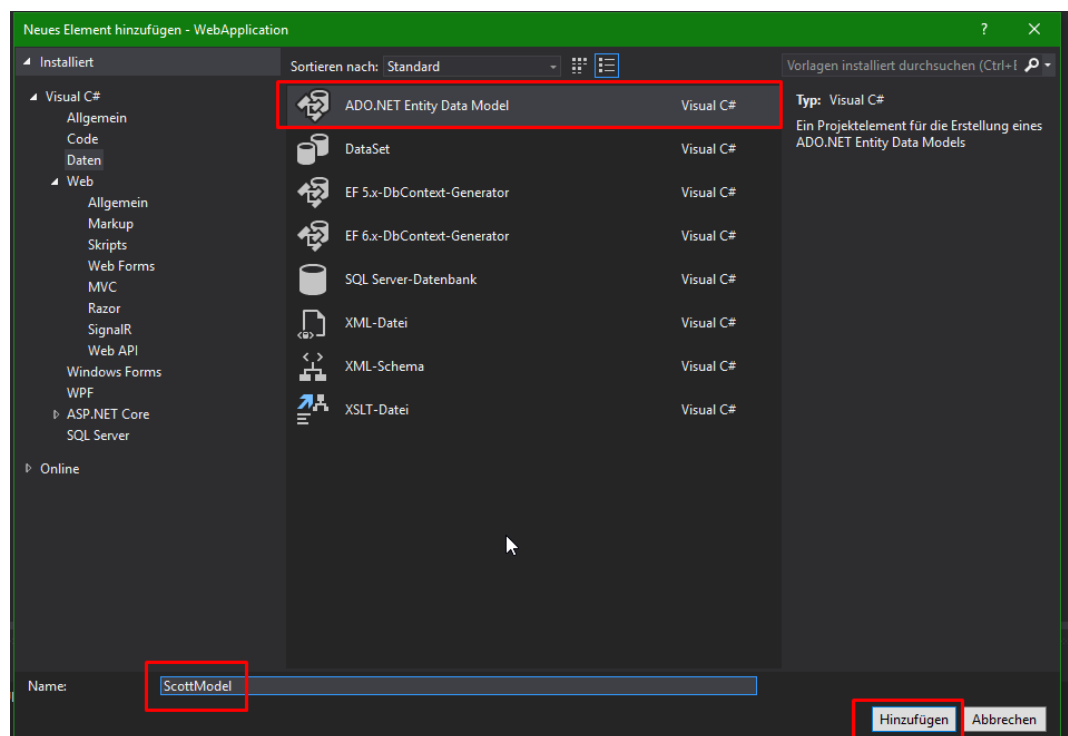 Neues Element hinzufügen - WebApplication
Installiert
Sortieren nach: Standard
Vorlagen installiert durchsuchen (Ctrl+E
Visual C#
Allgemein
Code
Daten
Web
Allgemein
Markup
Skripts
Web Forms
MVC
Razor
SignalR
Web API
Windows Forms
WPF
ASP.NET Core
SQL Server
Online
ADO.NET Entity Data Model Visual C#
DataSet Visual C#
EF 5.x-DbContext-Generator Visual C#
EF 6.x-DbContext-Generator Visual C#
SQL Server-Datenbank Visual C#
XML-Datei Visual C#
XML-Schema Visual C#
XSLT-Datei Visual C#
Typ: Visual C#
Ein Projektelement für die Erstellung eines
ADO.NET Entity Data Models
Name: ScottModel
Hinzufügen Abbrechen